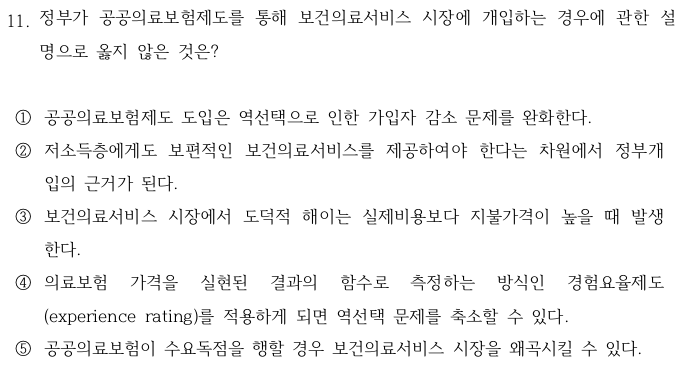 11. 정부가 공공의료보험제도를 통해 보건의료서비스 시장에 개입하는 경우에 관한 설
명으로 옳지 않은 것은?
① 공공의료보험제도 도입은 역선택으로 인한 가입자 감소 문제를 완화한다.
② 저소득층에게도 보편적인 보건의료서비스를 제공하여야 한다는 차원에서 정부개
입의 근거가 된다.
③ 보건의료서비스 시장에서 도덕적 해이는 실제비용보다 지불가격이 높을 때 발생
한다.
④ 의료보험 가격을 실현된 결과의 함수로 측정하는 방식인 경험요율제도
(experience rating)를 적용하게 되면 역선택 문제를 축소할 수 있다.
⑤ 공공의료보험이 수요독점을 행할 경우 보건의료서비스 시장을 왜곡시킬 수 있다.